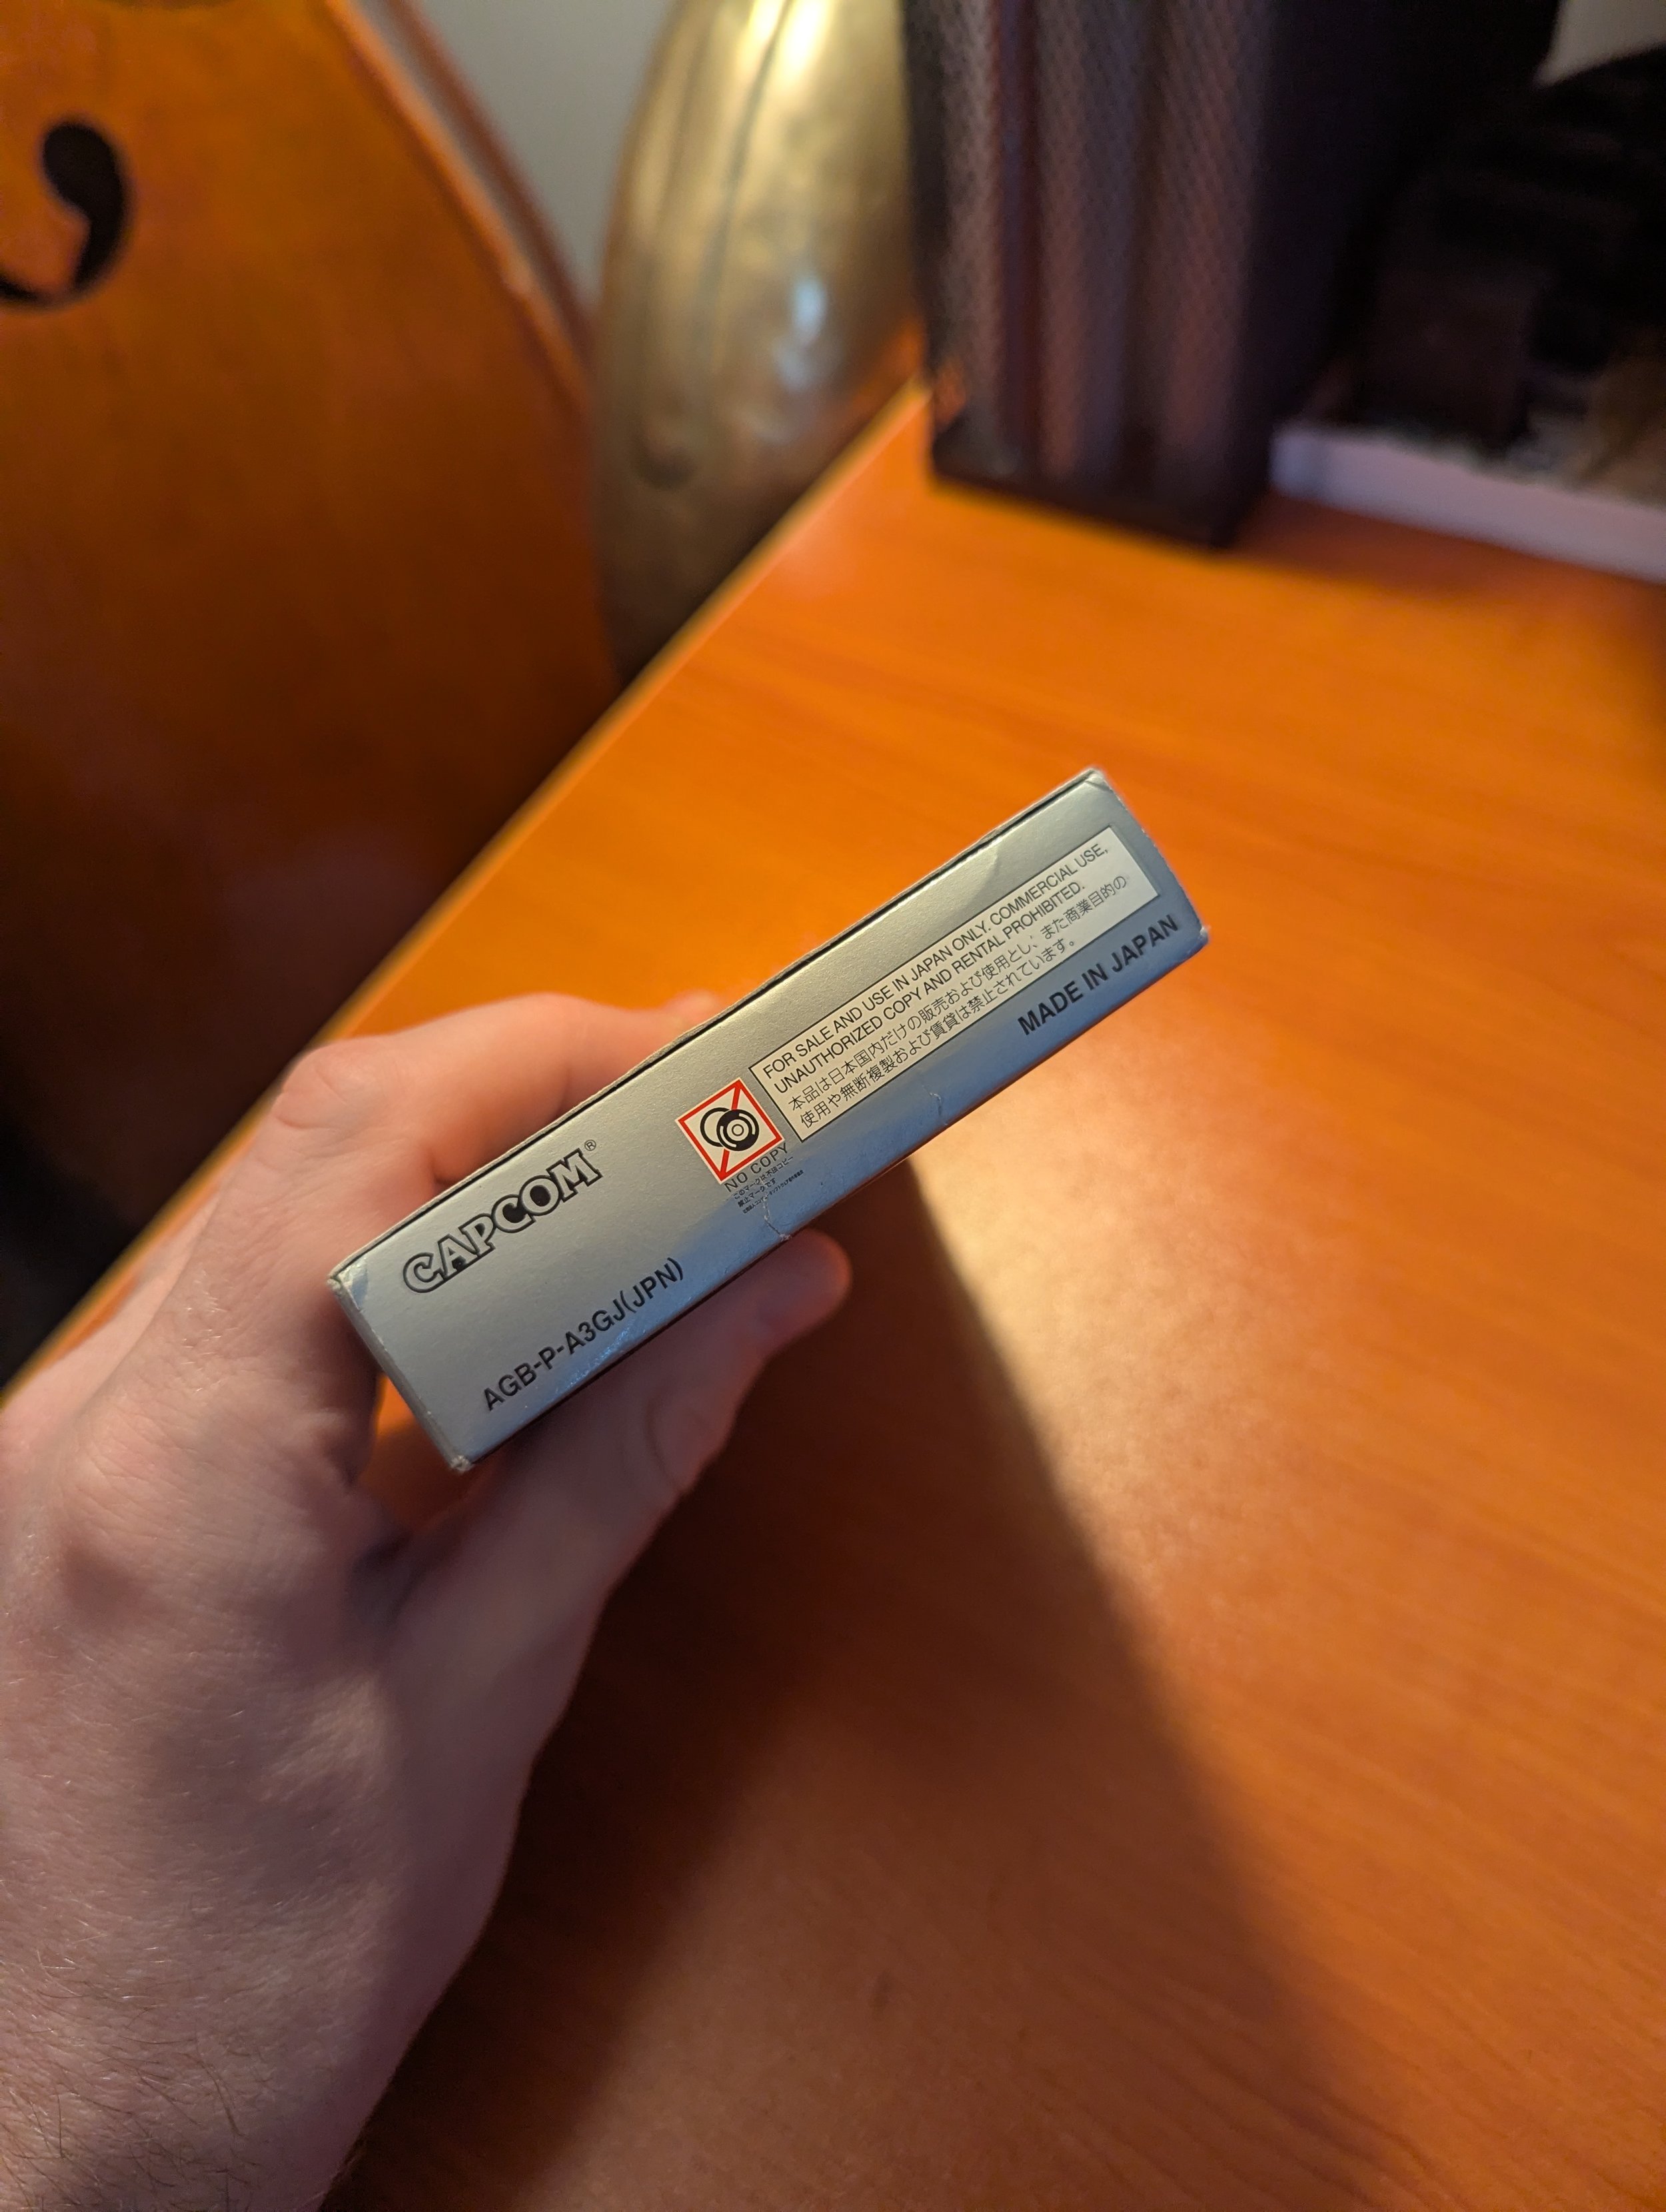 CAPCOM®
AGB-P-A3GJ(JPN)
NO COPY
FOR SALE AND USE IN JAPAN ONLY. COMMERCIAL USE,
UNAUTHORIZED COPY AND RENTAL PROHIBITED.
本品は日本国内だけの販売および使用とし、また商業目的の
使用や無断複製および賃貸は禁止されています。
MADE IN JAPAN